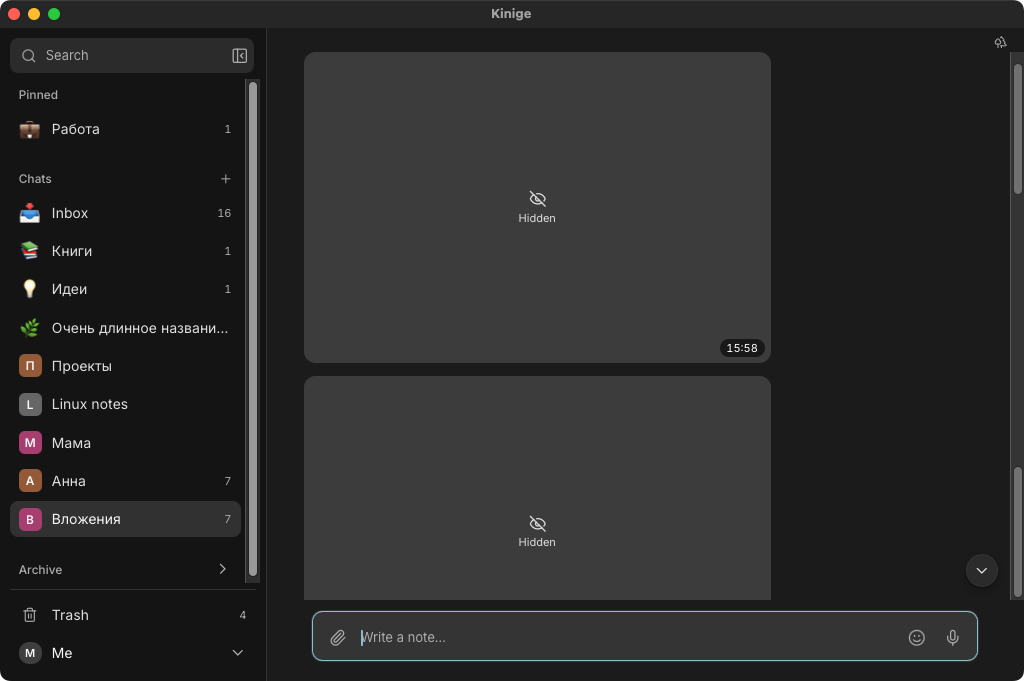 Kinige
Search
Pinned
Работа 1
Chats
Inbox 16
Книги 1
Идеи 1
Очень длинное названи...
П Проекты
L Linux notes
М Мама
А Анна 7
В Вложения 7
Archive
Trash 4
M Me
Hidden
15:58
Hidden
Write a note...